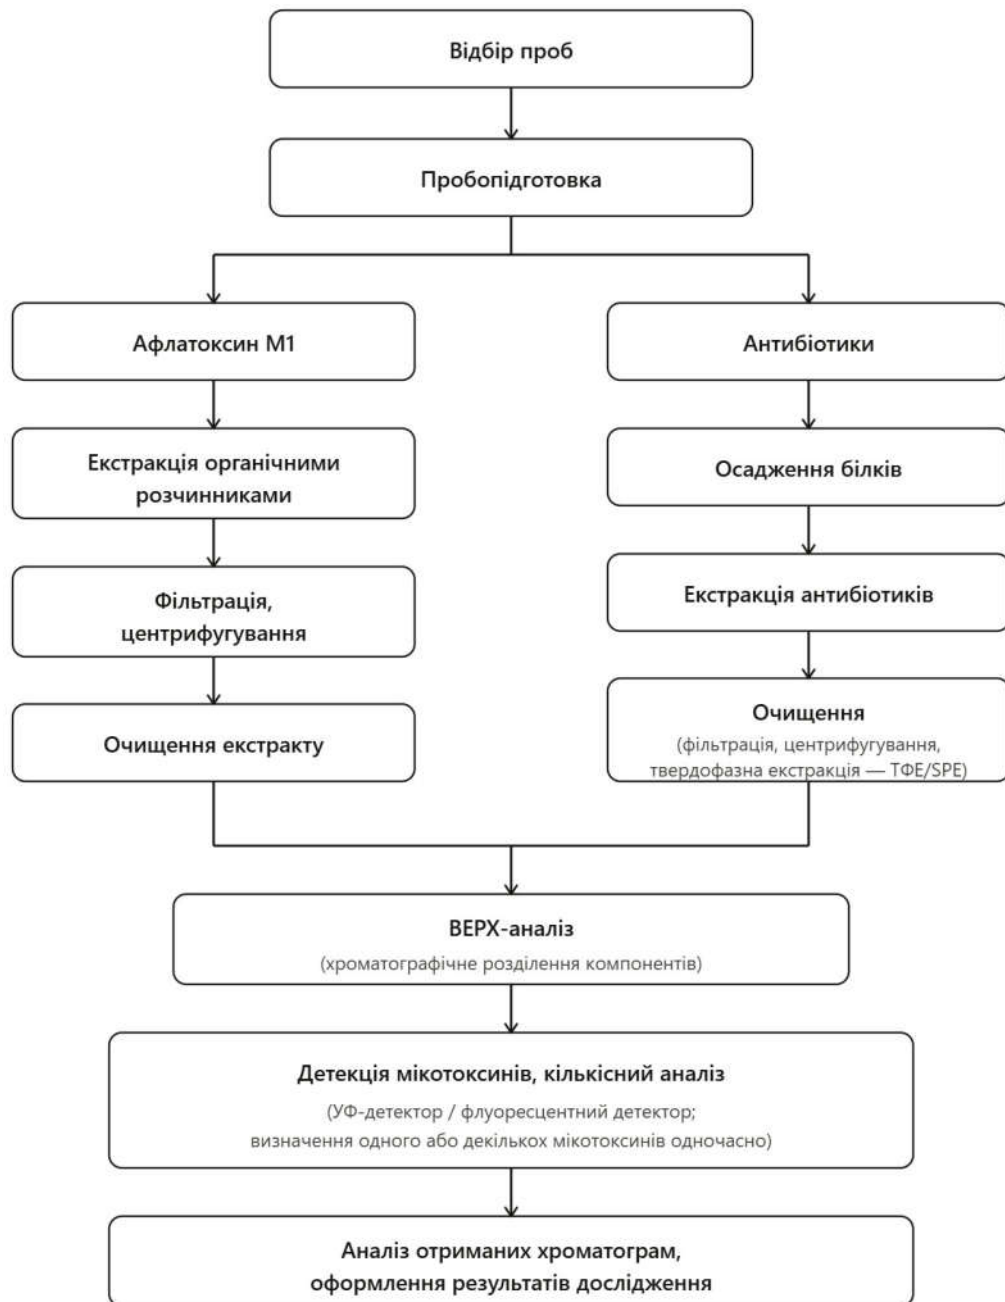 Відбір проб
Пробопідготовка
Афлатоксин М1
Антибіотики
Екстракція органічними
розчинниками
Осадження білків
Фільтрація,
центрифугування
Екстракція антибіотиків
Очищення екстракту
Очищення
(фільтрація, центрифугування,
твердофазна екстракція — ТФЕ/SPE)
ВЕРХ-аналіз
(хроматографічне розділення компонентів)
Детекція мікотоксинів, кількісний аналіз
(УФ-детектор / флуоресцентний детектор;
визначення одного або декількох мікотоксинів одночасно)
Аналіз отриманих хроматограм,
оформлення результатів дослідження